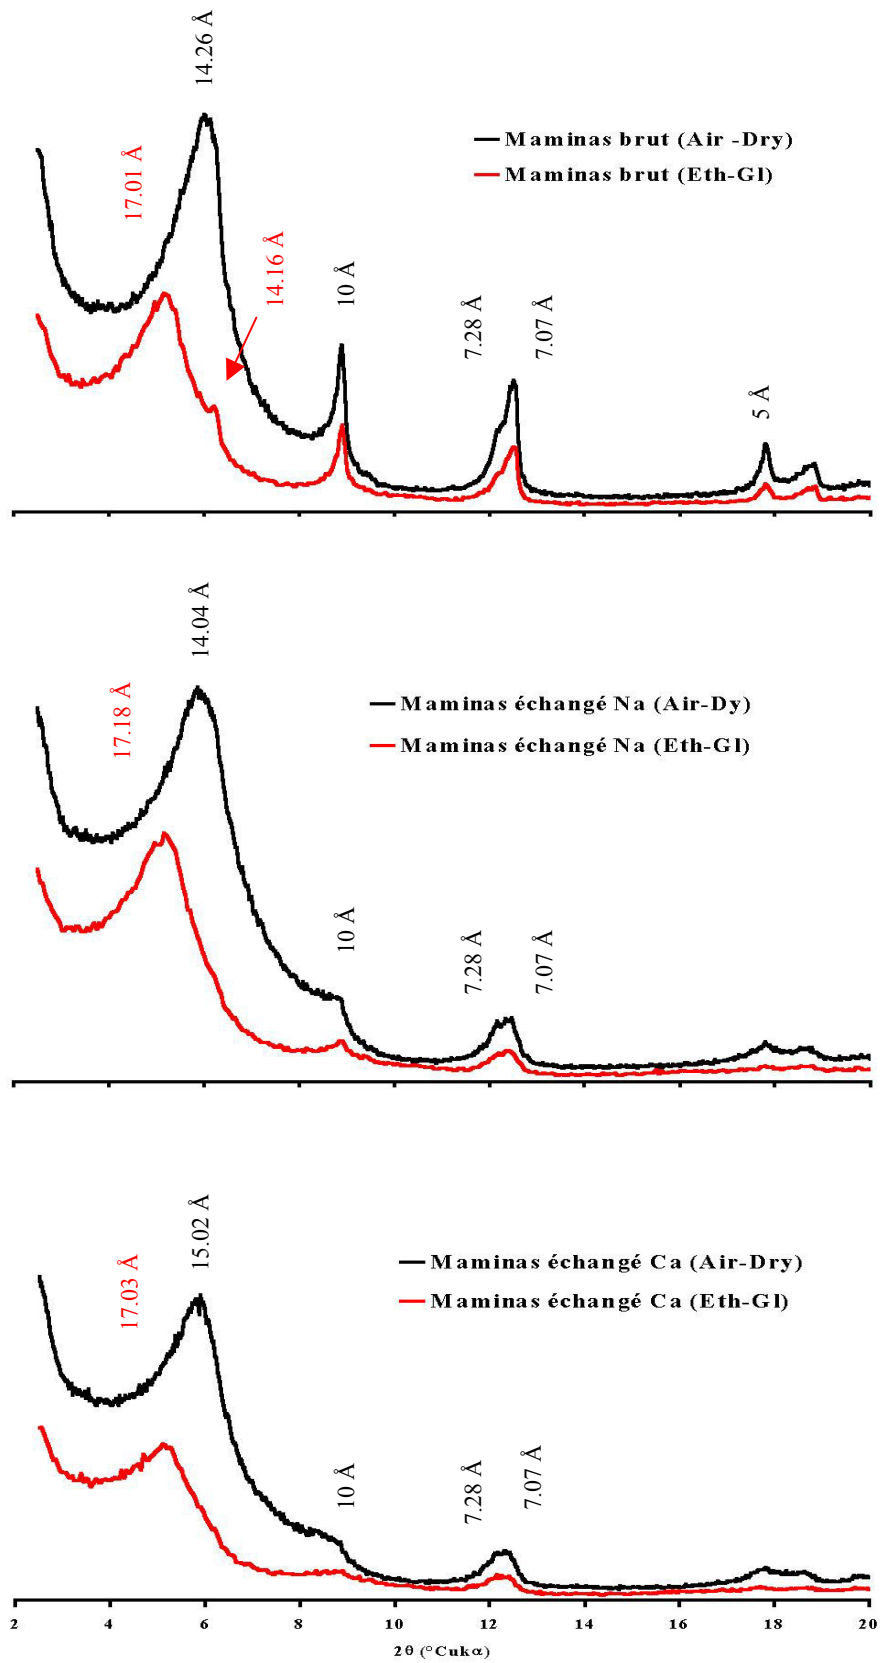 14.26 Å
17.01 Å
14.16 Å
10 Å
7.28 Å
7.07 Å
5 Å
Maminas brut (Air -Dry)
Maminas brut (Eth-Gl)
14.04 Å
17.18 Å
10 Å
7.28 Å
7.07 Å
Maminas échangé Na (Air-Dy)
Maminas échangé Na (Eth-Gl)
15.02 Å
17.03 Å
10 Å
7.28 Å
7.07 Å
Maminas échangé Ca (Air-Dry)
Maminas échangé Ca (Eth-Gl)
2 4 6 8 10 12 14 16 18 20
2θ (°Cukα)